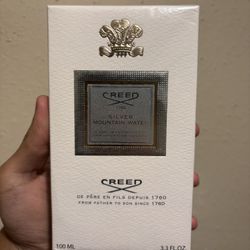 CREED
1760
SILVER
MOUNTAIN WATER
CREED
DE PÈRE EN FILS DEPUIS 1760
FROM FATHER TO SON SINCE 1760
100 ML 3.3 FL.OZ